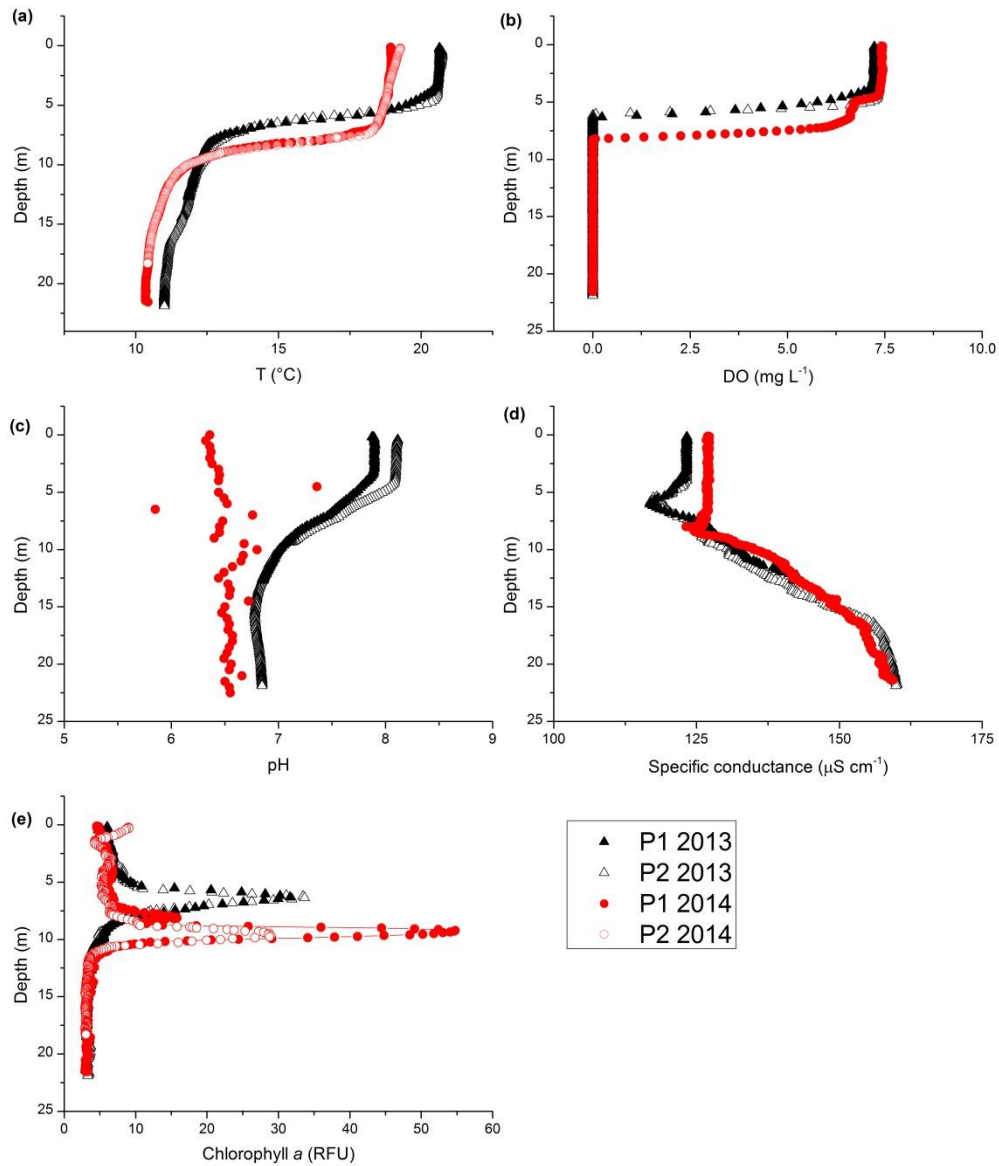 (a)
0
5
10
15
20
Depth (m)
10
15
20
T (°C)
(b)
0
5
10
15
20
25
Depth (m)
0.0
2.5
5.0
7.5
10.0
DO (mg L⁻¹)
(c)
0
5
10
15
20
25
Depth (m)
5
6
7
8
9
pH
(d)
0
5
10
15
20
25
Depth (m)
100
125
150
175
Specific conductance (µS cm⁻¹)
(e)
0
5
10
15
20
25
Depth (m)
0
10
20
30
40
50
60
Chlorophyll a (RFU)
P1 2013
P2 2013
P1 2014
P2 2014